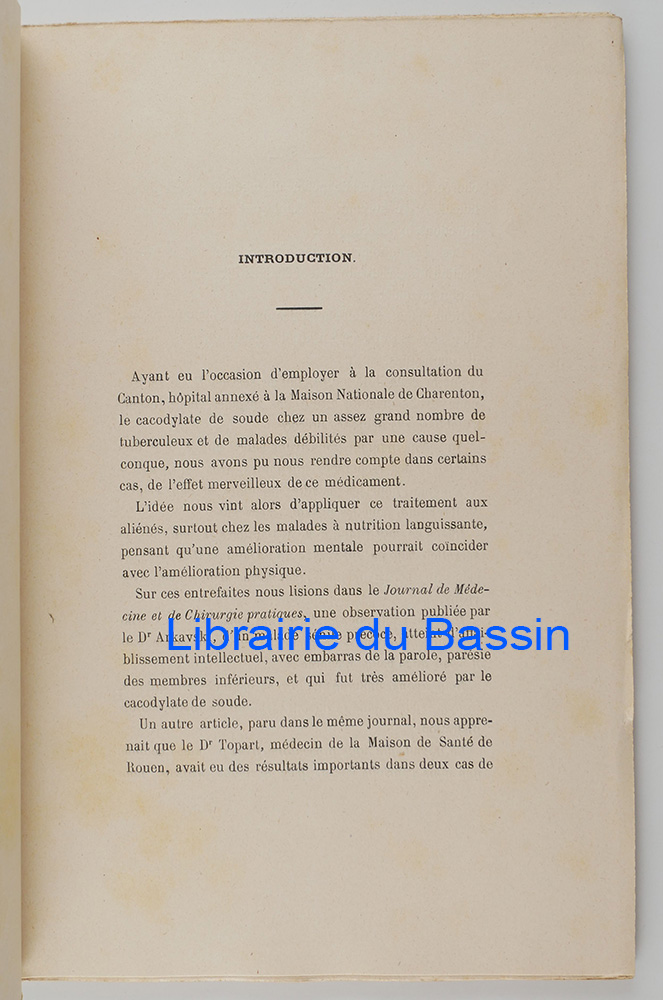 INTRODUCTION.
Ayant eu l'occasion d'employer à la consultation du
Canton, hôpital annexé à la Maison Nationale de Charenton,
le cacodylate de soude chez un assez grand nombre de
tuberculeux et de malades débilités par une cause quel-
conque, nous avons pu nous rendre compte dans certains
cas, de l'effet merveilleux de ce médicament.
L'idée nous vint alors d'appliquer ce traitement aux
aliénés, surtout chez les malades à nutrition languissante,
pensant qu'une amélioration mentale pourrait coïncider
avec l'amélioration physique.
Sur ces entrefaites nous lisions dans le Journal de Méde-
cine et de Chirurgie pratiques, une observation publiée par
le Dr d'un malade sénile précoce, atteint d'affai-
Librairie du Bassin
blissement intellectuel, avec embarras de la parole, parésie
des membres inférieurs, et qui fut très amélioré par le
cacodylate de soude.
Un autre article, paru dans le même journal, nous appre-
nait que le Dr Topart, médecin de la Maison de Santé de
Rouen, avait eu des résultats importants dans deux cas de